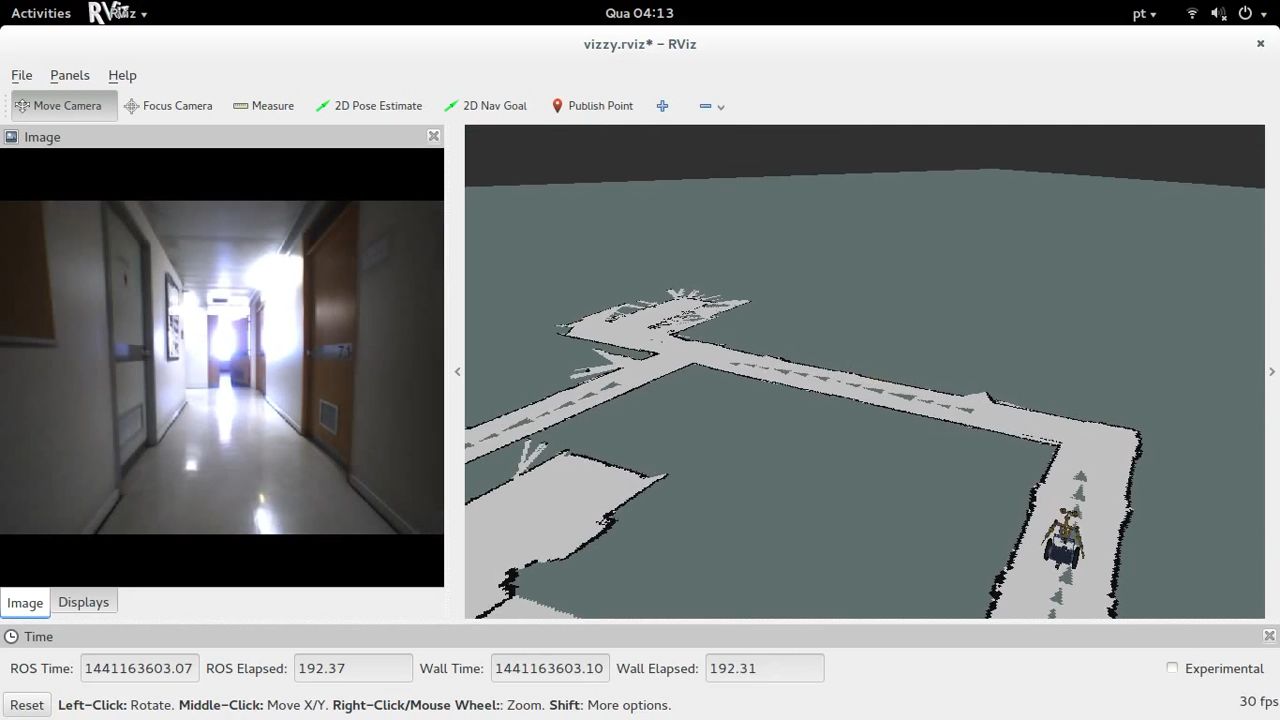 Activities RViz Rviz Qua 04:13 pt
vizzy.rviz* – RViz
File Panels Help
Move Camera Focus Camera Measure 2D Pose Estimate 2D Nav Goal Publish Point
Image
Image Displays
Time
ROS Time: 1441163603.07 ROS Elapsed: 192.37 Wall Time: 1441163603.10 Wall Elapsed: 192.31 Experimental
Reset Left-Click: Rotate. Middle-Click: Move X/Y. Right-Click/Mouse Wheel:: Zoom. Shift: More options. 30 fps